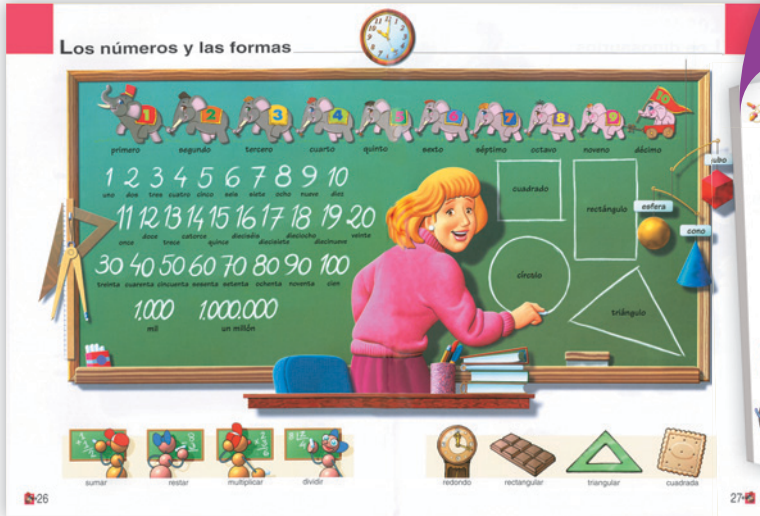 Los números y las formas
1 2 3 4 5 6 7 8 9 10
primero segundo tercero cuarto quinto sexto séptimo octavo noveno décimo
1 2 3 4 5 6 7 8 9 10
uno dos tres cuatro cinco seis siete ocho nueve diez
11 12 13 14 15 16 17 18 19 20
once doce trece catorce quince dieciséis diecisiete dieciocho diecinueve veinte
30 40 50 60 70 80 90 100
treinta cuarenta cincuenta sesenta setenta ochenta noventa cien
1.000 1.000.000
mil un millón
cuadrado
rectángulo
círculo
triángulo
esfera
cono
sumar restar multiplicar dividir
redondo rectangular triangular cuadrada
26
27